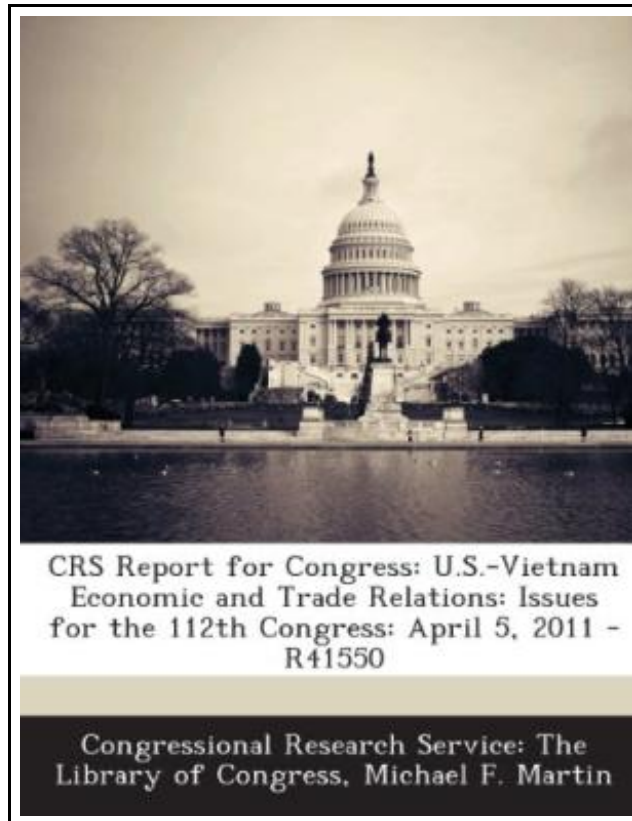 CRS Report for Congress: U.S.-Vietnam
Economic and Trade Relations: Issues
for the 112th Congress: April 5, 2011 -
R41550
Congressional Research Service: The
Library of Congress, Michael F. Martin